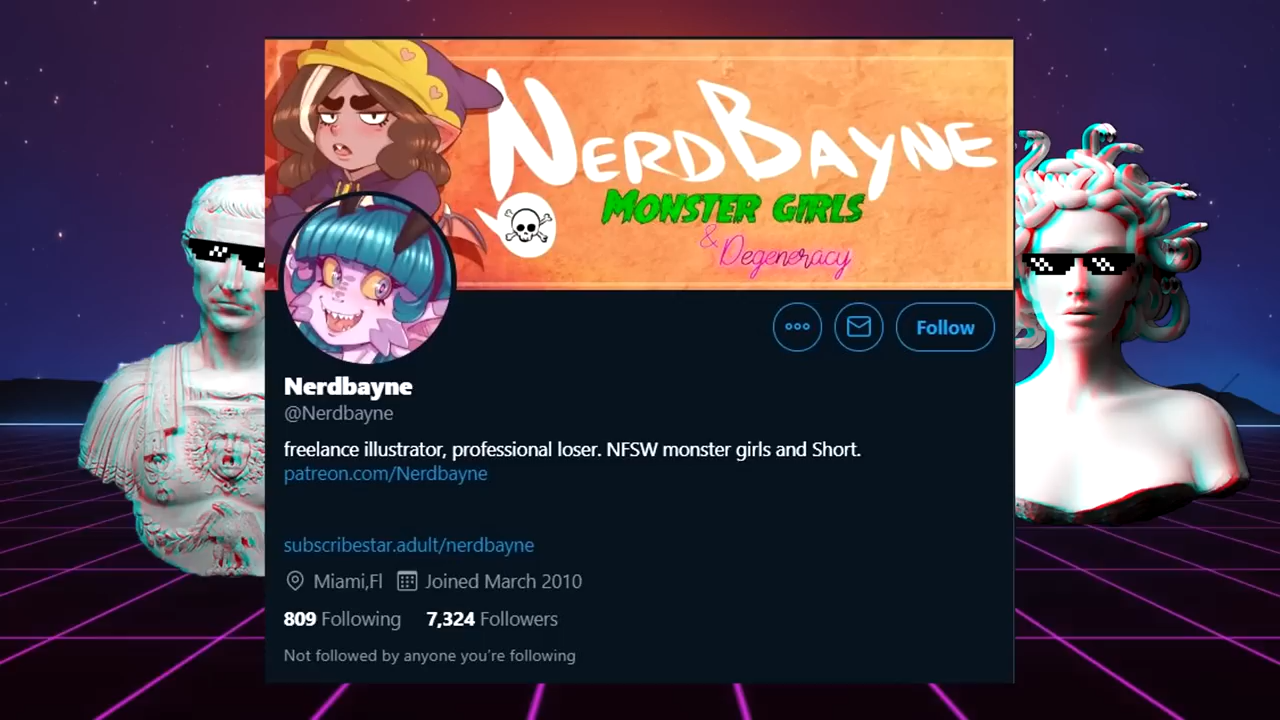 NERDBAYNE
MONSTER GIRLS
& Degeneracy
Follow
Nerdbayne
@Nerdbayne
freelance illustrator, professional loser. NFSW monster girls and Short.
patreon.com/Nerdbayne
subscribestar.adult/nerdbayne
Miami,Fl Joined March 2010
809 Following 7,324 Followers
Not followed by anyone you're following